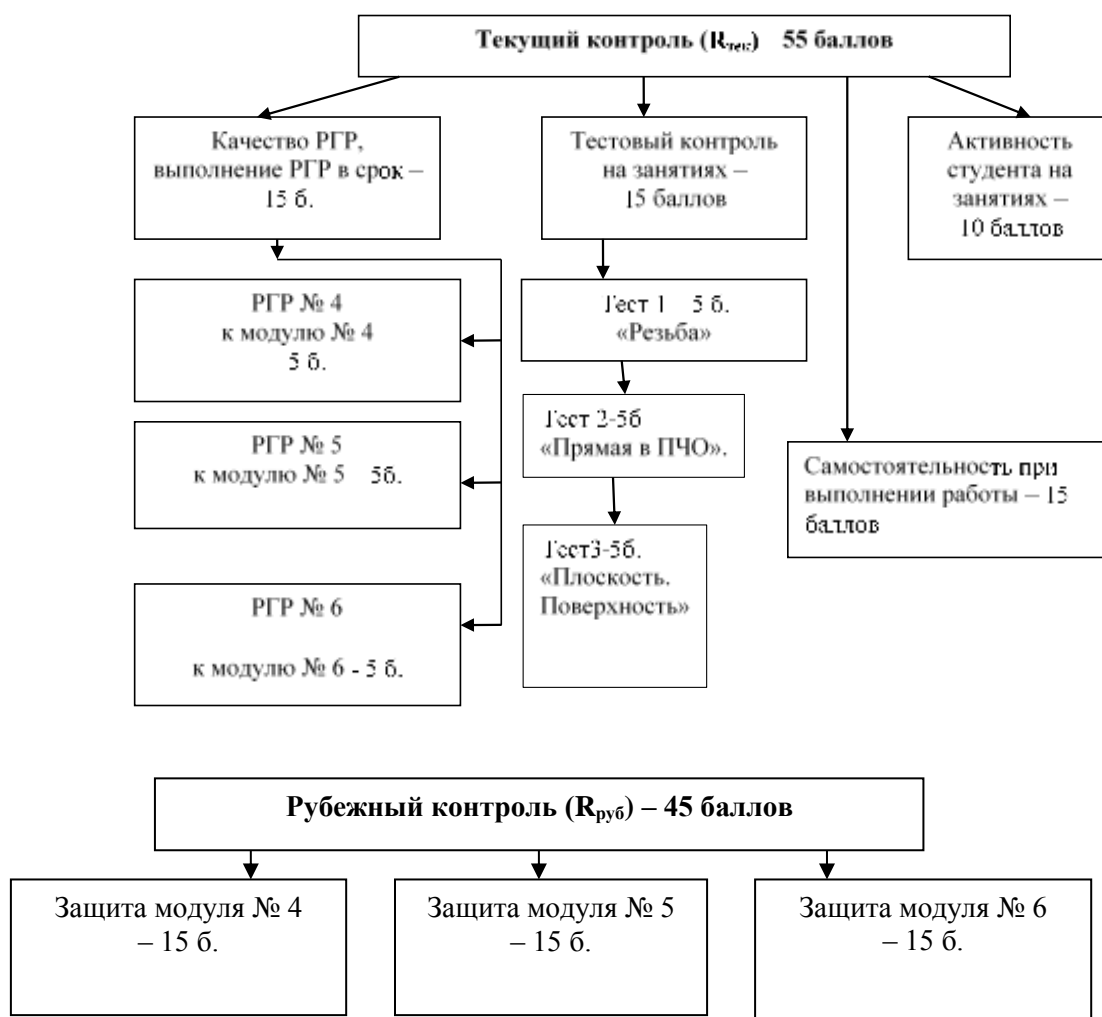 Текущий контроль (Rтек) 55 баллов
Качество РГР,
выполнение РГР в срок –
15 б.
Тестовый контроль
на занятиях –
15 баллов
Активность
студента на
занятиях –
10 баллов
РГР № 4
к модулю № 4
5 б.
Тест 1 5 б.
«Резьба»
Тест 2-5б
«Прямая в ПЧО».
РГР № 5
к модулю № 5 5б.
Самостоятельность при
выполнении работы – 15
баллов
Тест3-5б.
«Плоскость.
Поверхность»
РГР № 6
к модулю № 6 - 5 б.
Рубежный контроль (Rруб) – 45 баллов
Защита модуля № 4
– 15 б.
Защита модуля № 5
– 15 б.
Защита модуля № 6
– 15 б.